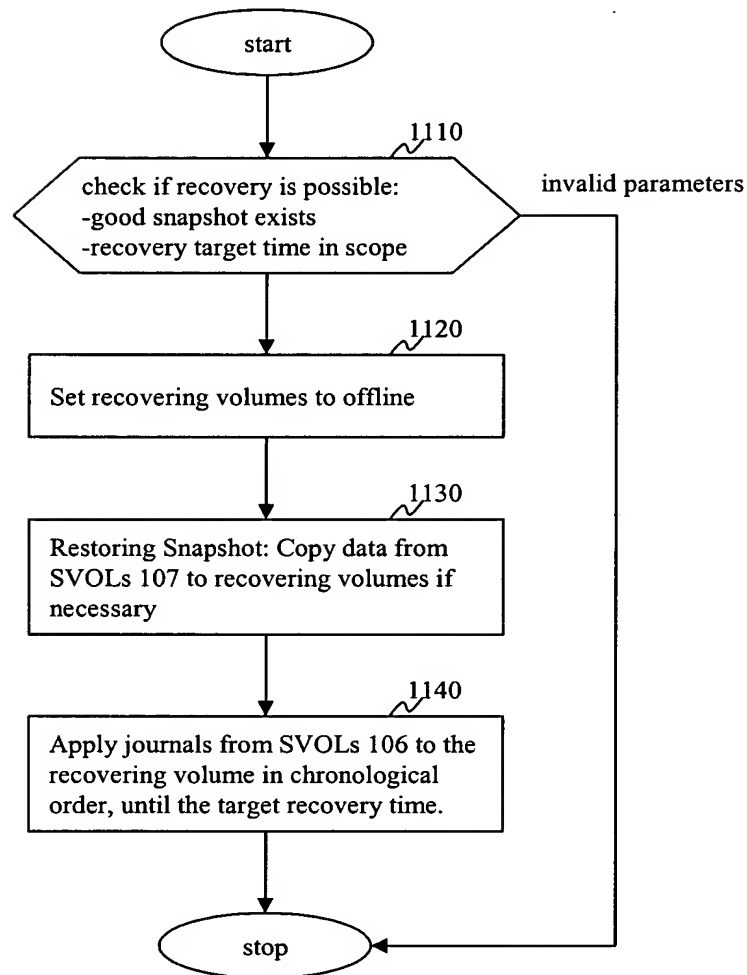 start
1110
check if recovery is possible:
-good snapshot exists
-recovery target time in scope
invalid parameters
1120
Set recovering volumes to offline
1130
Restoring Snapshot: Copy data from
SVOLs 107 to recovering volumes if
necessary
1140
Apply journals from SVOLs 106 to the
recovering volume in chronological
order, until the target recovery time.
stop